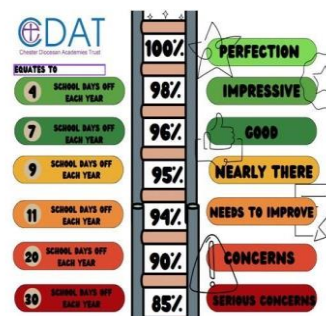 CDAT
Chester Diocesan Academies Trust
EQUATES TO
100% PERFECTION
4 SCHOOL DAYS OFF EACH YEAR 98% IMPRESSIVE
7 SCHOOL DAYS OFF EACH YEAR 96% GOOD
9 SCHOOL DAYS OFF EACH YEAR 95% NEARLY THERE
11 SCHOOL DAYS OFF EACH YEAR 94% NEEDS TO IMPROVE
20 SCHOOL DAYS OFF EACH YEAR 90% CONCERNS
30 SCHOOL DAYS OFF EACH YEAR 85% SERIOUS CONCERNS